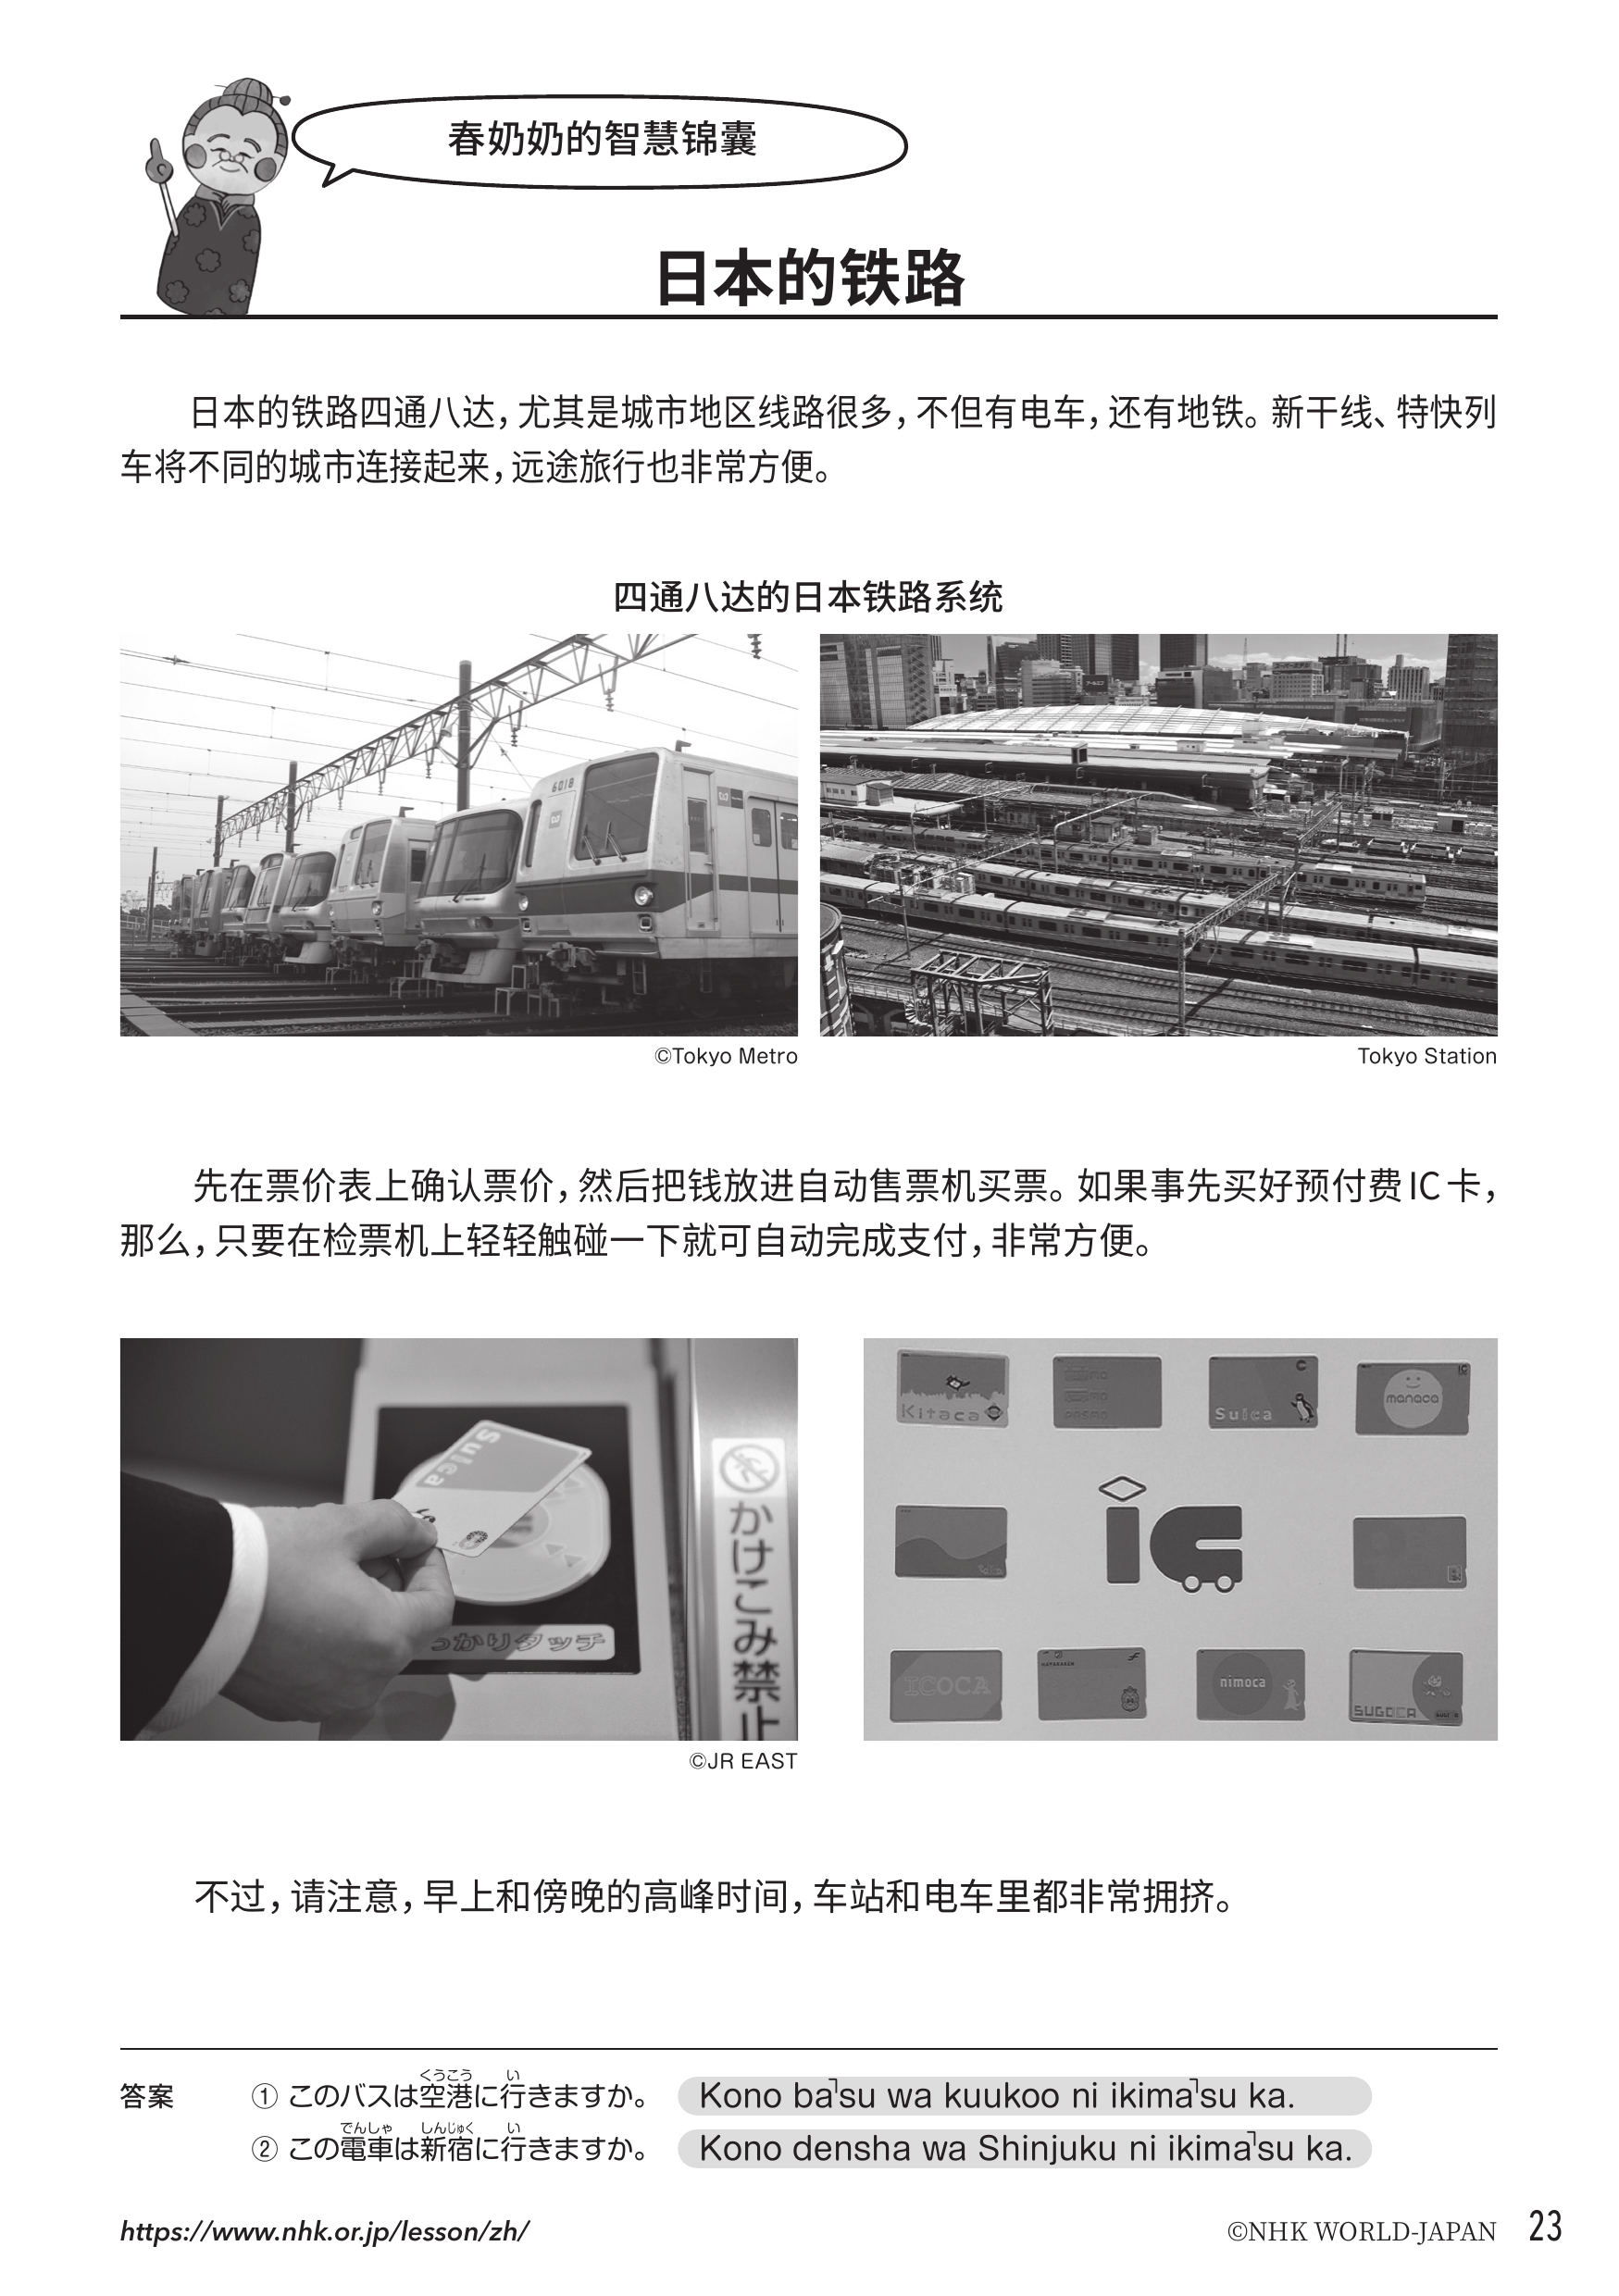 春奶奶的智慧锦囊
日本的铁路
日本的铁路四通八达，尤其是城市地区线路很多，不但有电车，还有地铁。新干线、特快列
车将不同的城市连接起来，远途旅行也非常方便。
四通八达的日本铁路系统
6018
©Tokyo Metro
Tokyo Station
先在票价表上确认票价，然后把钱放进自动售票机买票。如果事先买好预付费IC卡，
那么，只要在检票机上轻轻触碰一下就可自动完成支付，非常方便。
Suica
っかりタッチ
かけこみ禁止
Kitaca
PASMO
Suica
manaca
IC
ICOCA
nimoca
SUGOCA
©JR EAST
不过，请注意，早上和傍晚的高峰时间，车站和电车里都非常拥挤。
くうこう い
答案 ① このバスは空港に行きますか。 Kono ba˥su wa kuukoo ni ikima˥su ka.
でんしゃ しんじゅく い
② この電車は新宿に行きますか。 Kono densha wa Shinjuku ni ikima˥su ka.
https://www.nhk.or.jp/lesson/zh/ ©NHK WORLD-JAPAN 23